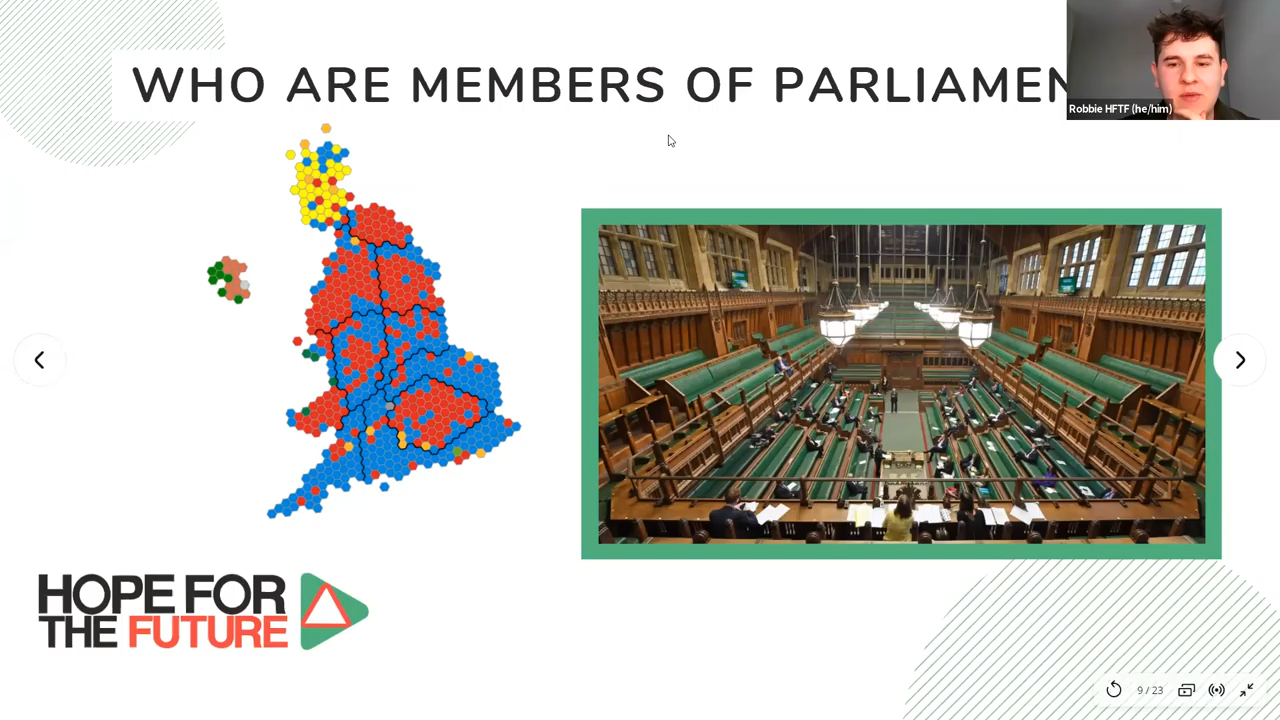 WHO ARE MEMBERS OF PARLIAMEN
Robbie HFTF (he/him)
HOPE FOR
THE FUTURE
9 / 23